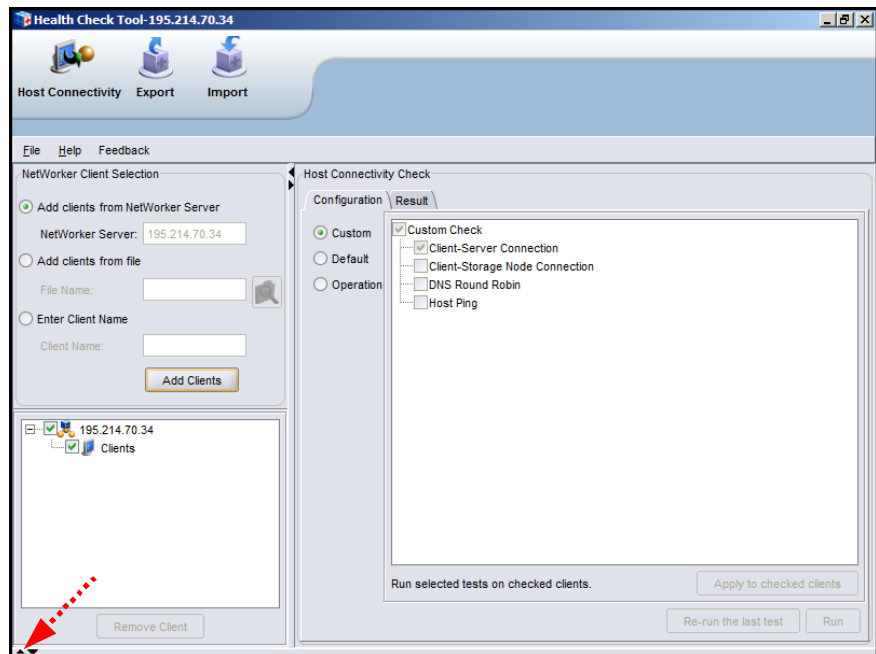 Health Check Tool-195.214.70.34
Host Connectivity Export Import
File Help Feedback
NetWorker Client Selection
Add clients from NetWorker Server
NetWorker Server: 195.214.70.34
Add clients from file
File Name:
Enter Client Name
Client Name:
Add Clients
195.214.70.34
Clients
Remove Client
Host Connectivity Check
Configuration Result
Custom
Default
Operation
Custom Check
Client-Server Connection
Client-Storage Node Connection
DNS Round Robin
Host Ping
Run selected tests on checked clients. Apply to checked clients
Re-run the last test Run